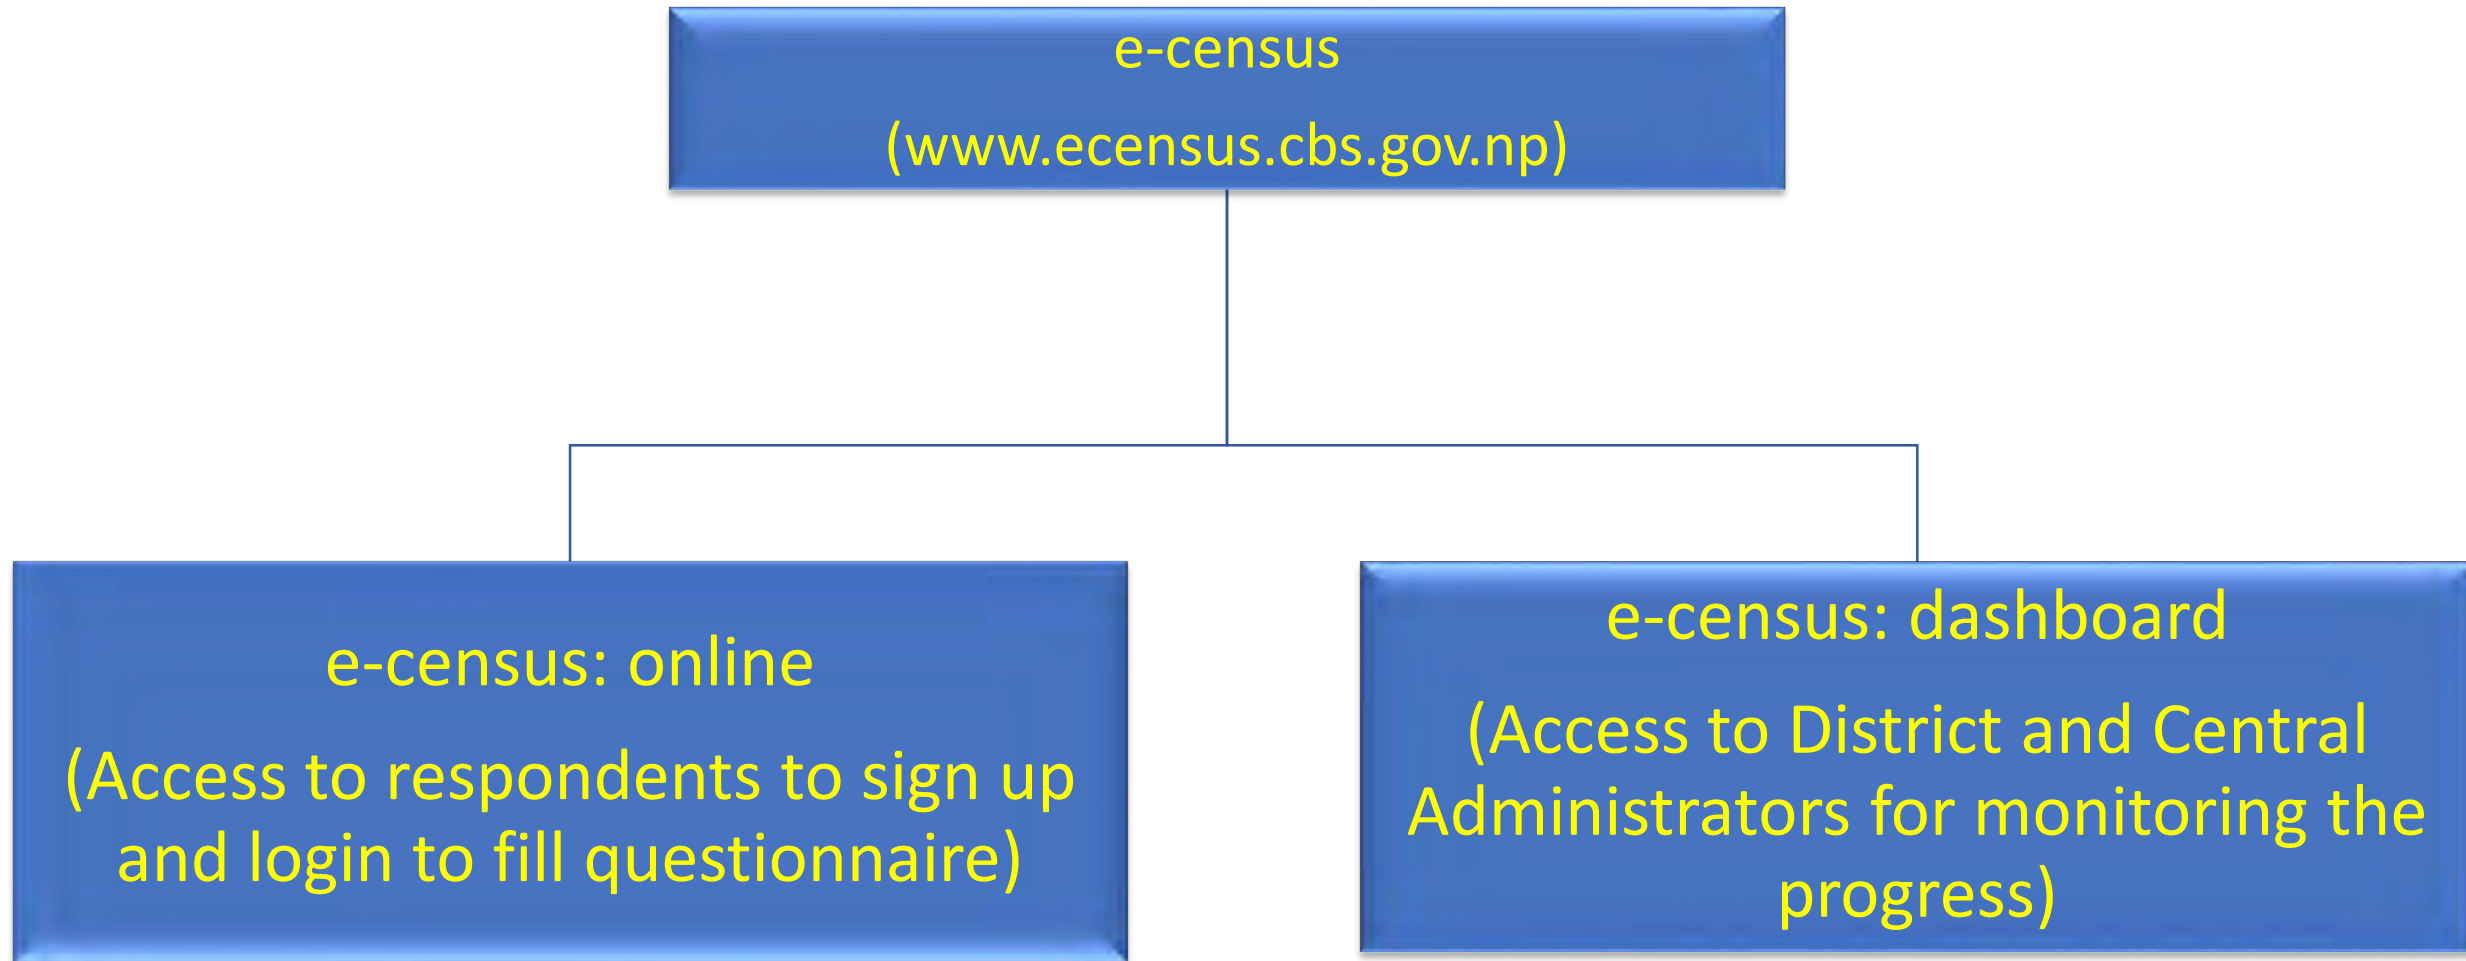 e-census
(www.ecensus.cbs.gov.np)
e-census: online
(Access to respondents to sign up
and login to fill questionnaire)
e-census: dashboard
(Access to District and Central
Administrators for monitoring the
progress)